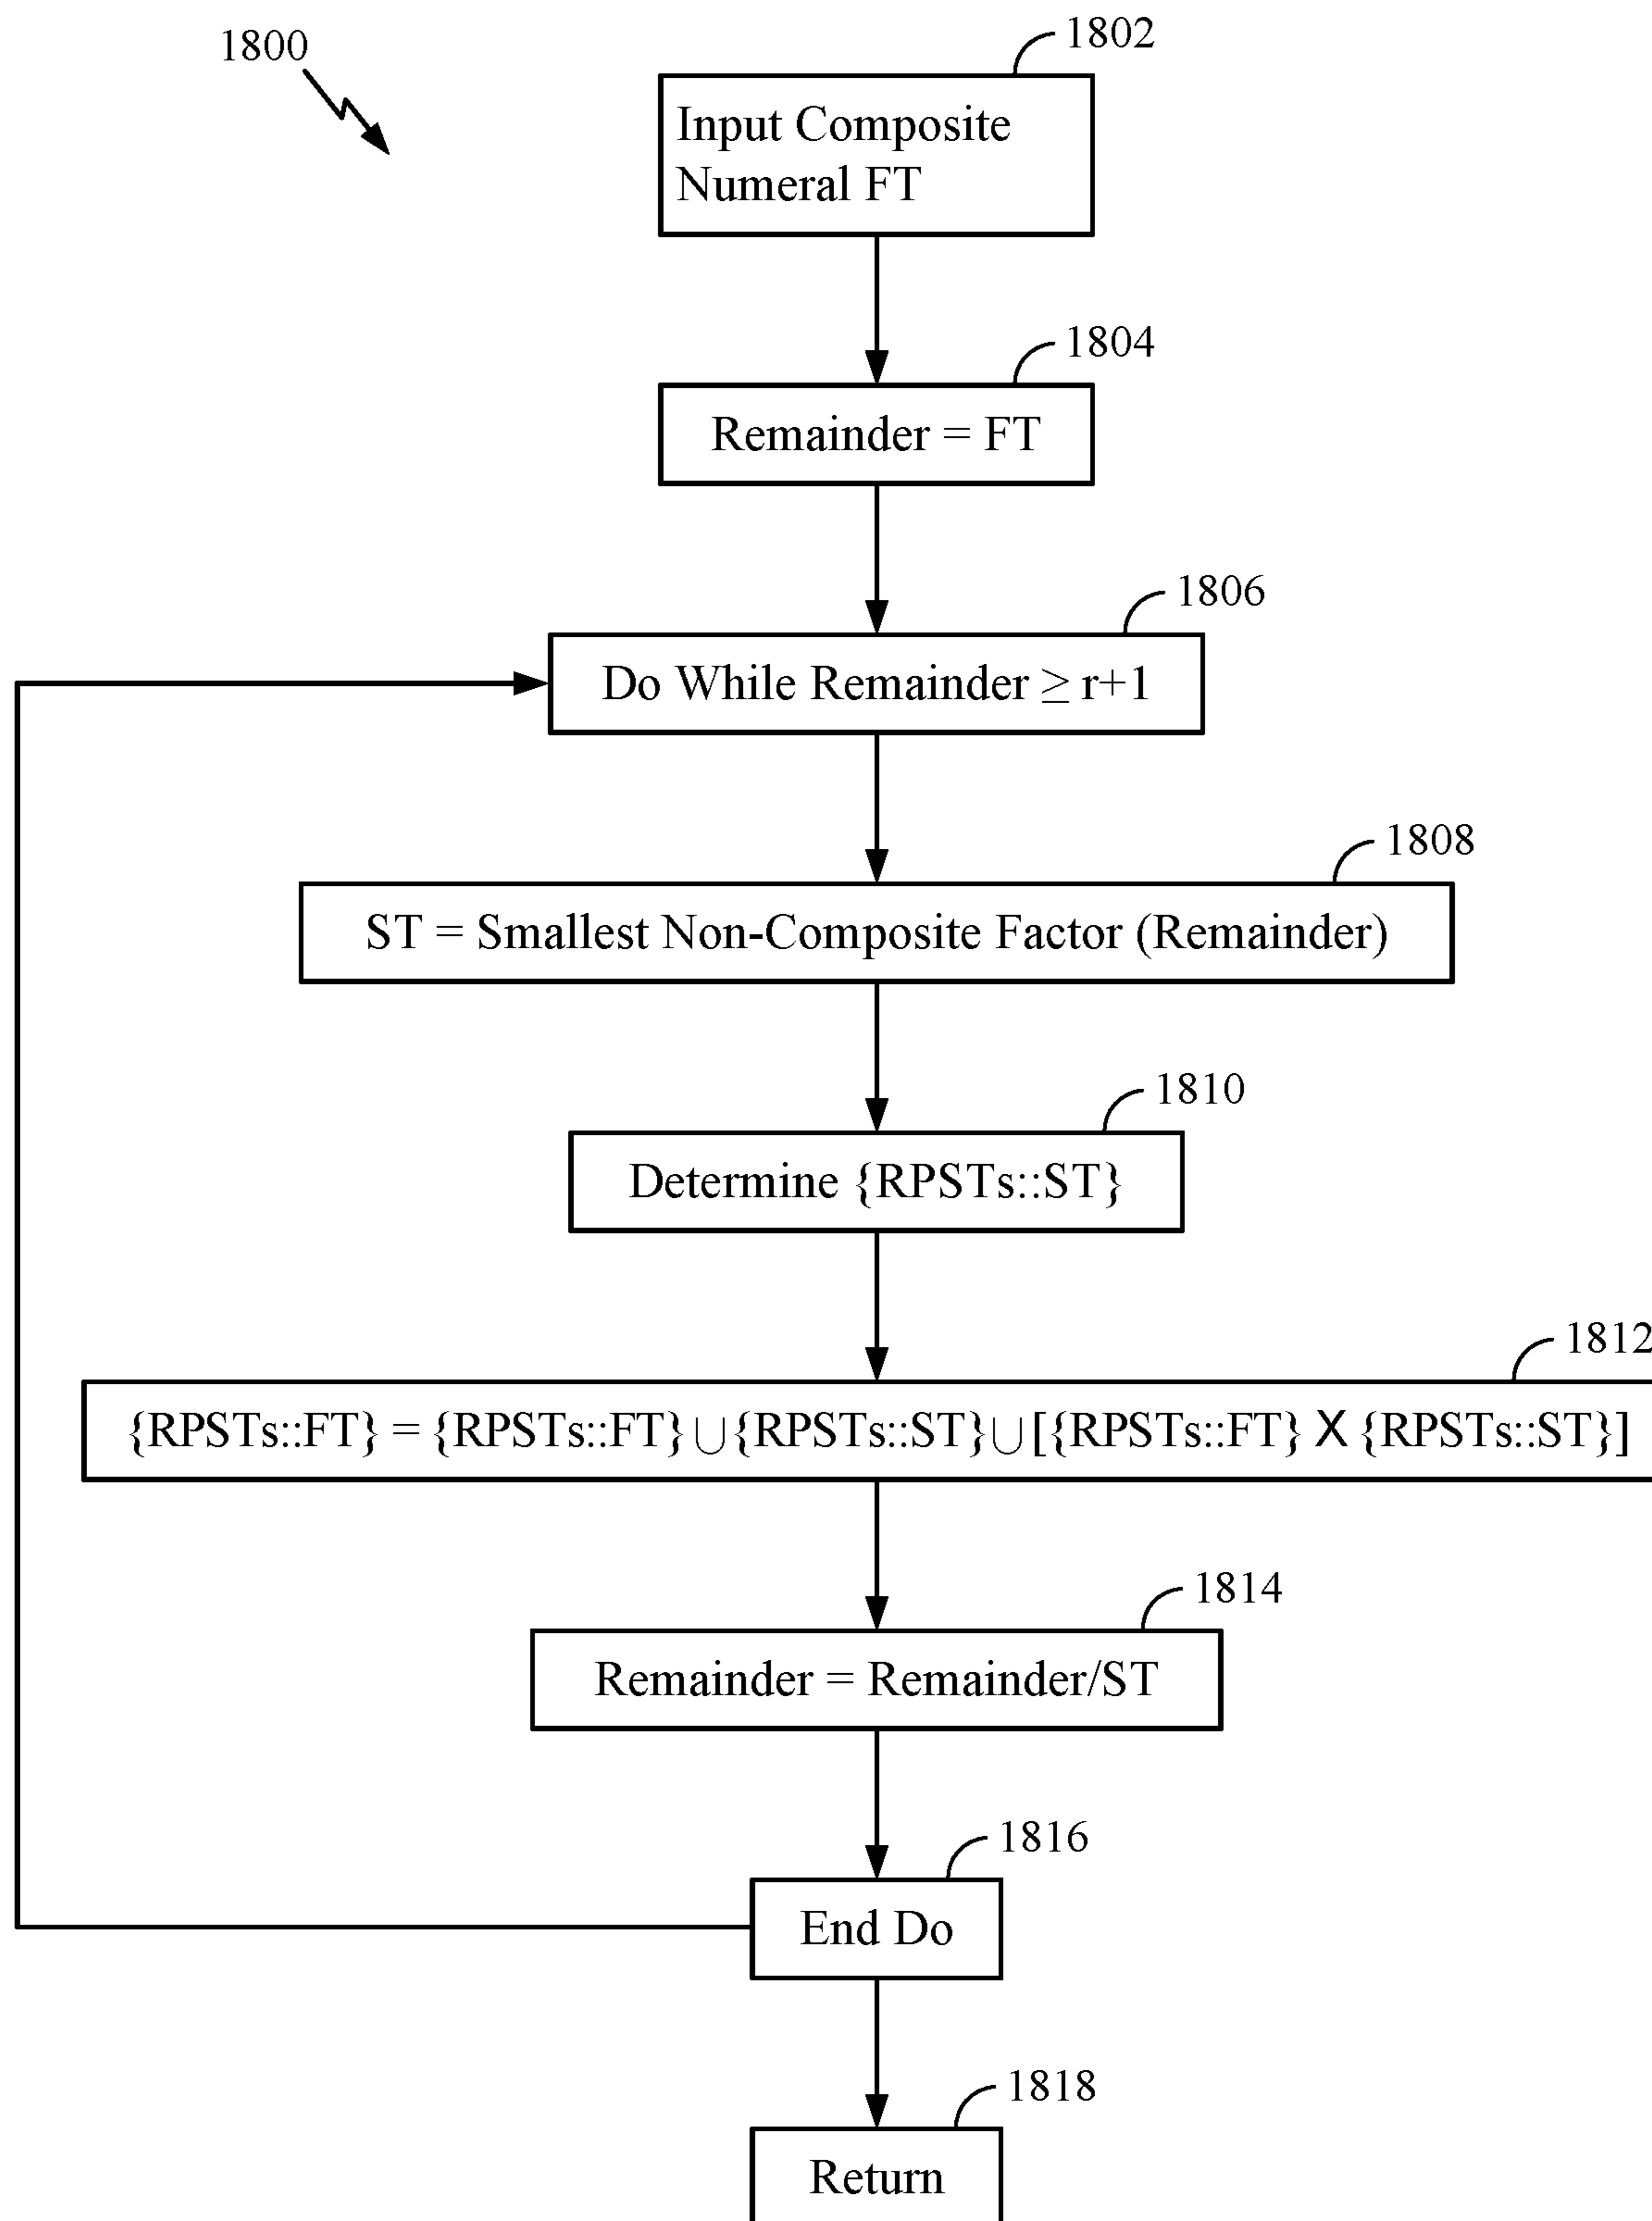 1800
1802
Input Composite
Numeral FT
1804
Remainder = FT
1806
Do While Remainder ≥ r+1
1808
ST = Smallest Non-Composite Factor (Remainder)
1810
Determine {RPSTs::ST}
1812
{RPSTs::FT} = {RPSTs::FT}∪{RPSTs::ST}∪[{RPSTs::FT} X {RPSTs::ST}]
1814
Remainder = Remainder/ST
1816
End Do
1818
Return